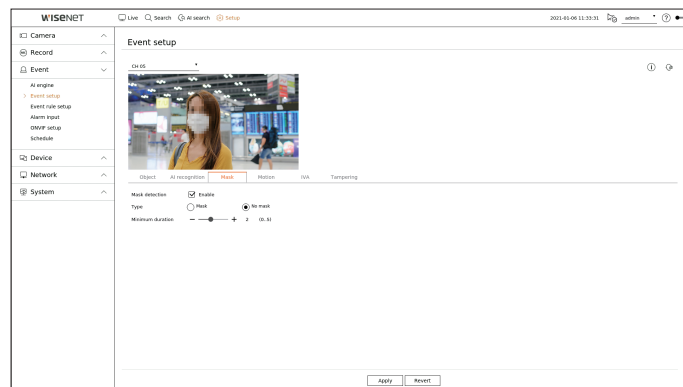 WISENET
Live Search AI search Setup
2021-01-06 11:33:31 admin
Camera
Record
Event
AI engine
Event setup
Event rule setup
Alarm input
ONVIF setup
Schedule
Device
Network
System
Event setup
CH 05
Object AI recognition Mask Motion IVA Tampering
Mask detection Enable
Type Mask No mask
Minimum duration 2 (0..5)
Apply Revert